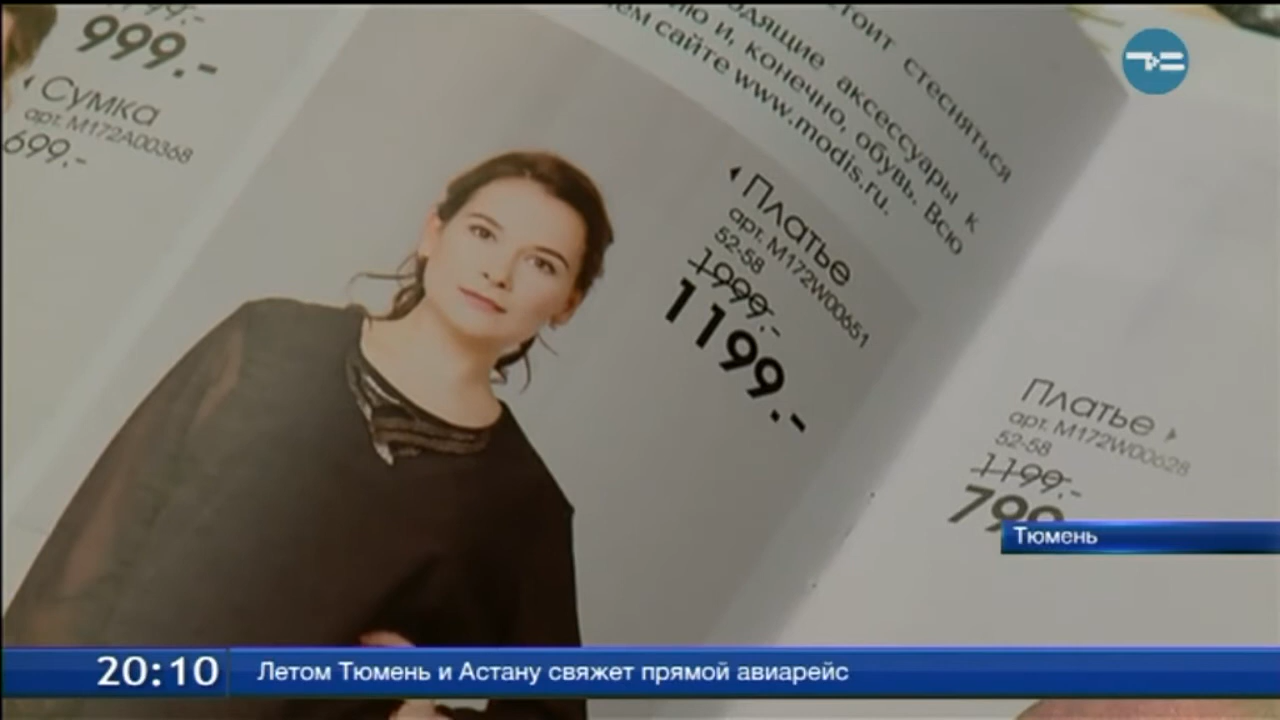 1199.-
999.-
Сумка
арт. M172A00368
699.-
стоит стесняться
аксессуары к
ю и, конечно, обувь. Всю
сайте www.modis.ru.
Платье
арт. M172W00651
52-58
1999.-
1199.-
Платье
арт. M172W00628
52-58
1199.-
799
Тюмень
20:10
Летом Тюмень и Астану свяжет прямой авиарейс